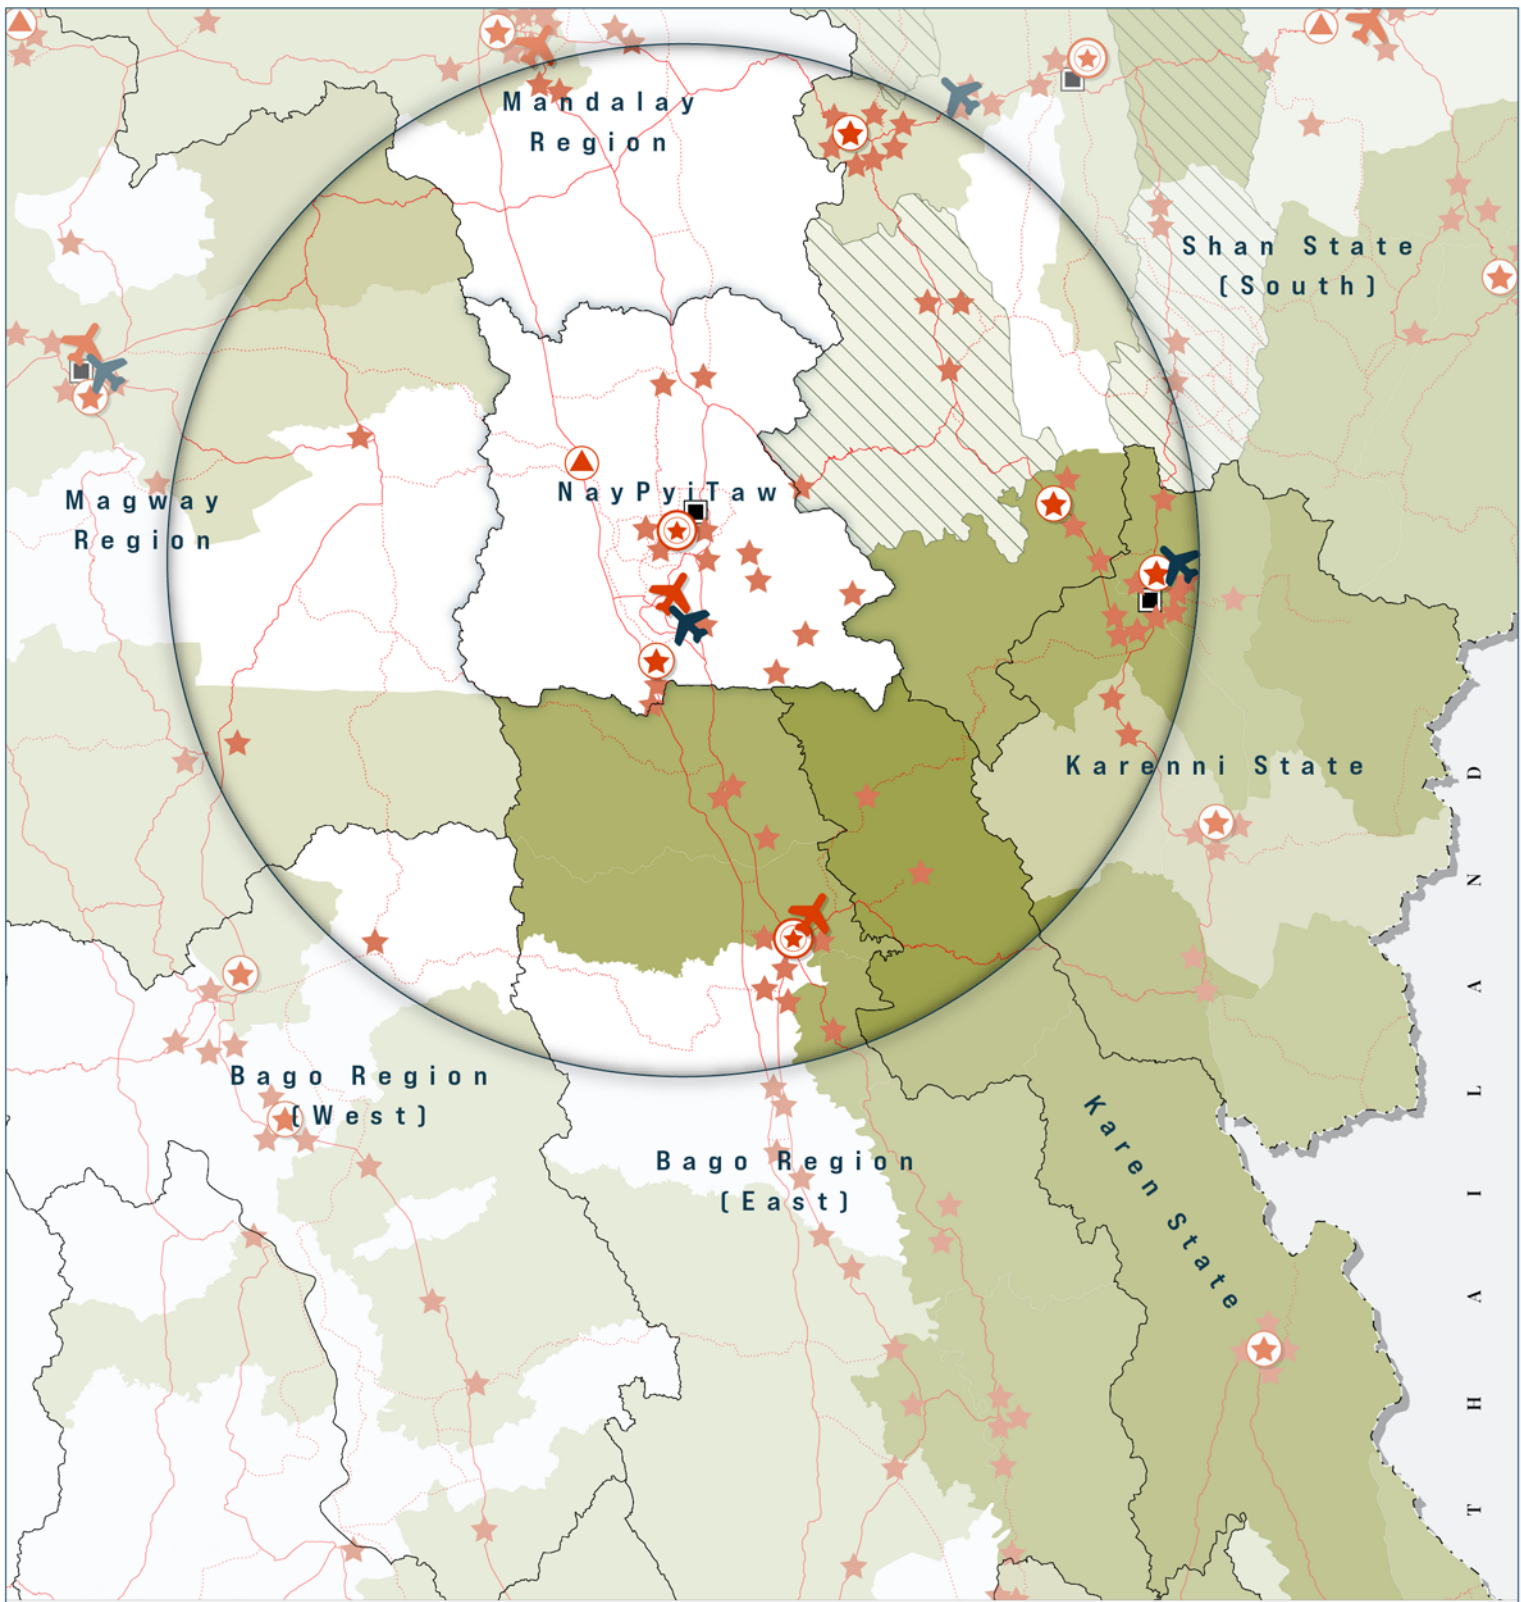 Mandalay
Region
Shan State
(South)
Magway
Region
NayPyiTaw
Karenni State
Bago Region
(West)
Bago Region
(East)
Karen State
THAILAND